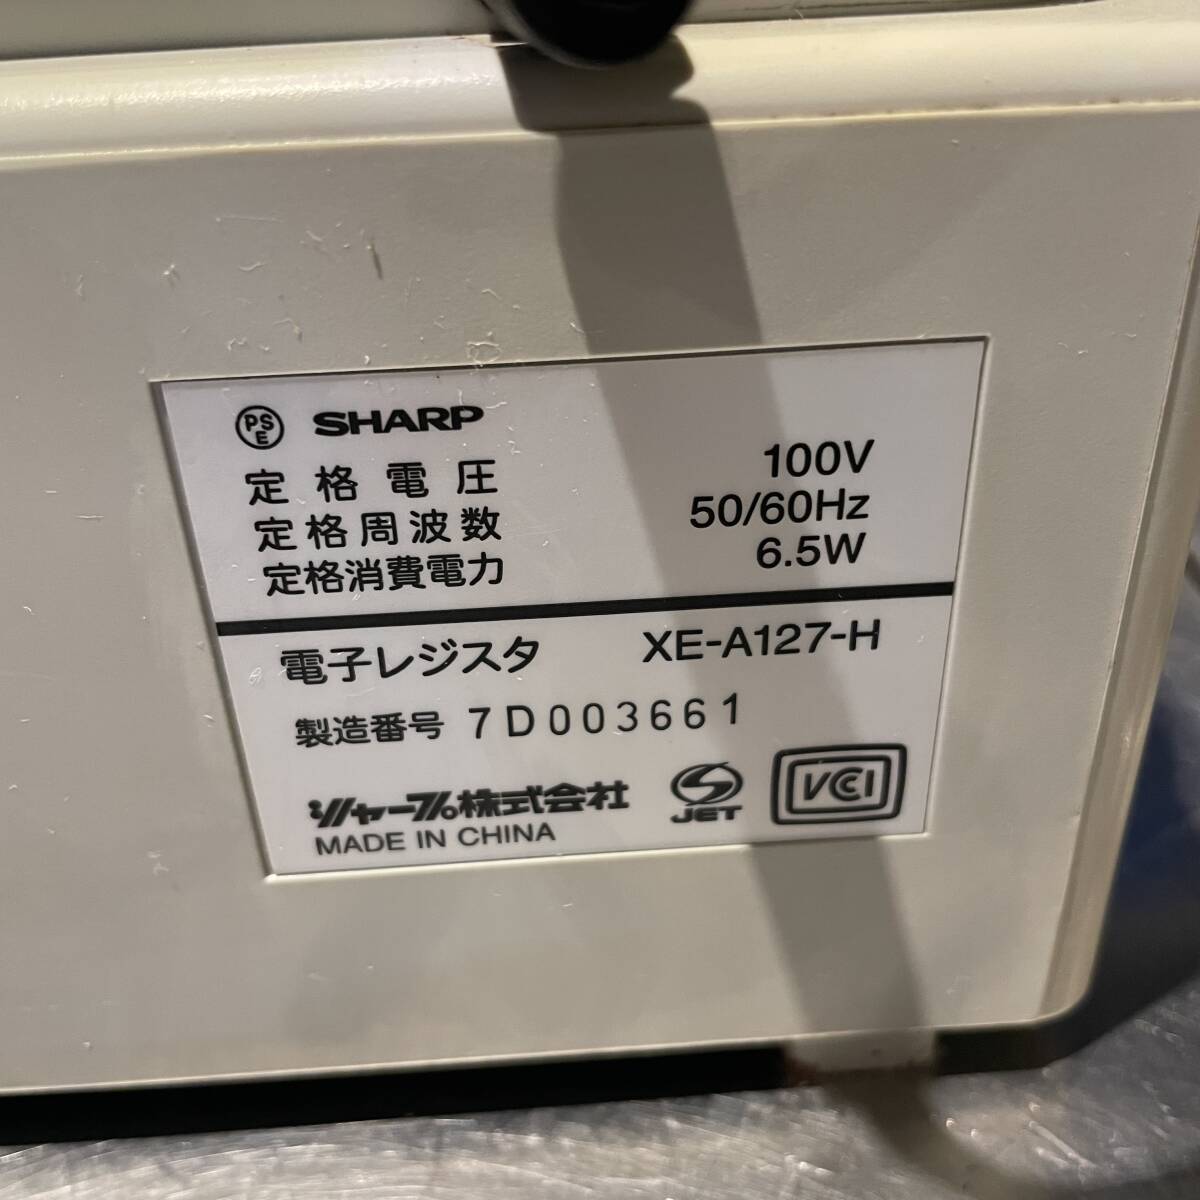 PSE SHARP
定格電圧 100V
定格周波数 50/60Hz
定格消費電力 6.5W
電子レジスタ XE-A127-H
製造番号 7D003661
シャープ株式会社 JET VCCI
MADE IN CHINA